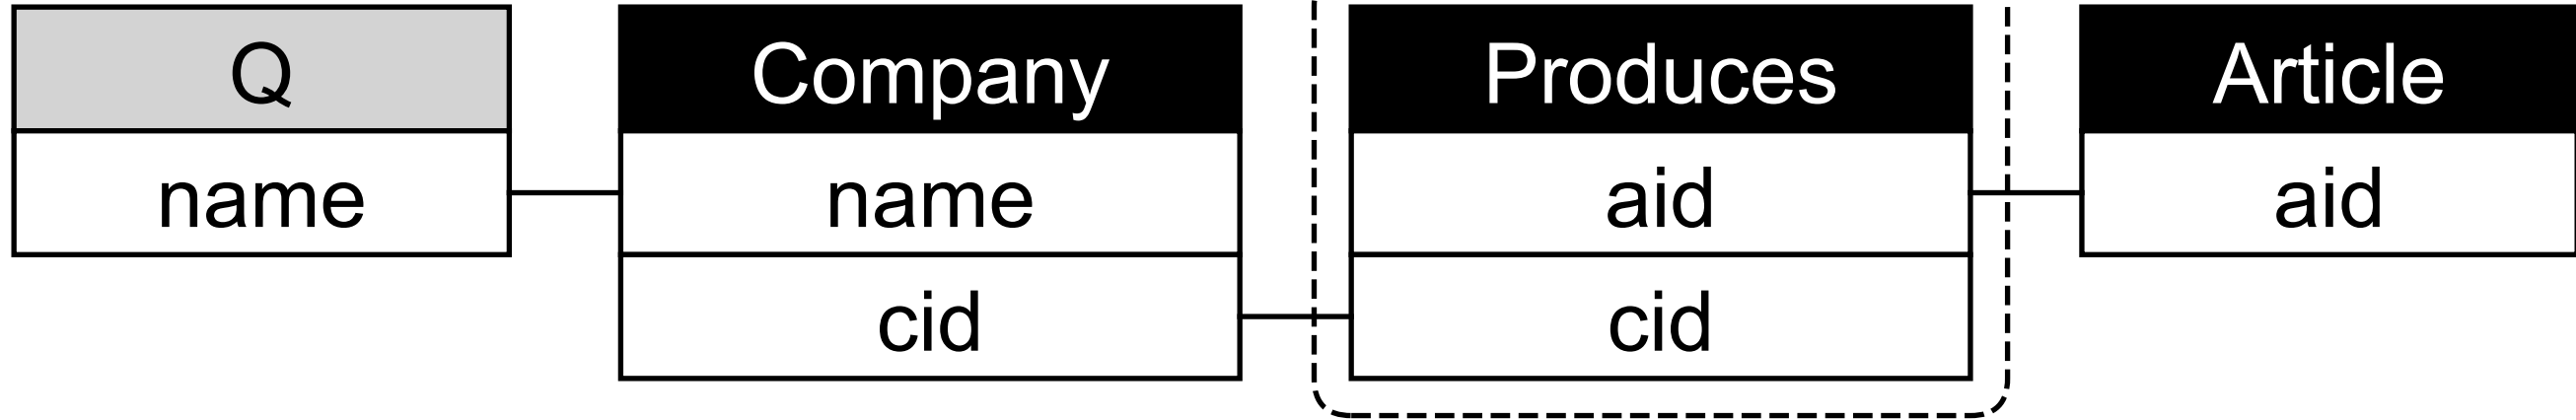 Q
name
Company
name
cid
Produces
aid
cid
Article
aid